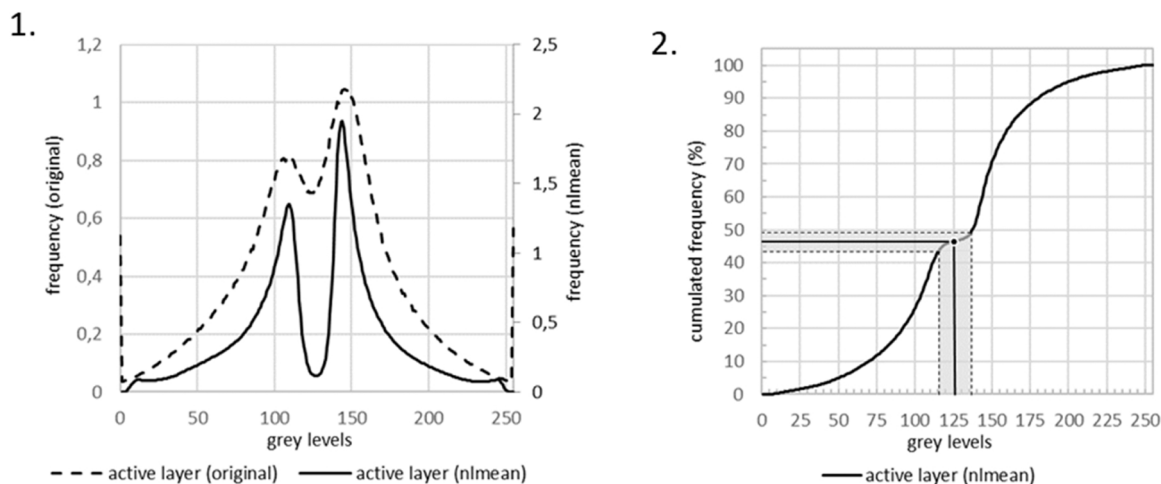 1.
1,2
1
0,8
0,6
0,4
0,2
0
frequency (original)
2,5
2
1,5
1
0,5
0
frequency (nlmean)
0 50 100 150 200 250
grey levels
active layer (original) active layer (nlmean)
2.
100
90
80
70
60
50
40
30
20
10
0
cumulated frequency (%)
0 25 50 75 100 125 150 175 200 225 250
grey levels
active layer (nlmean)